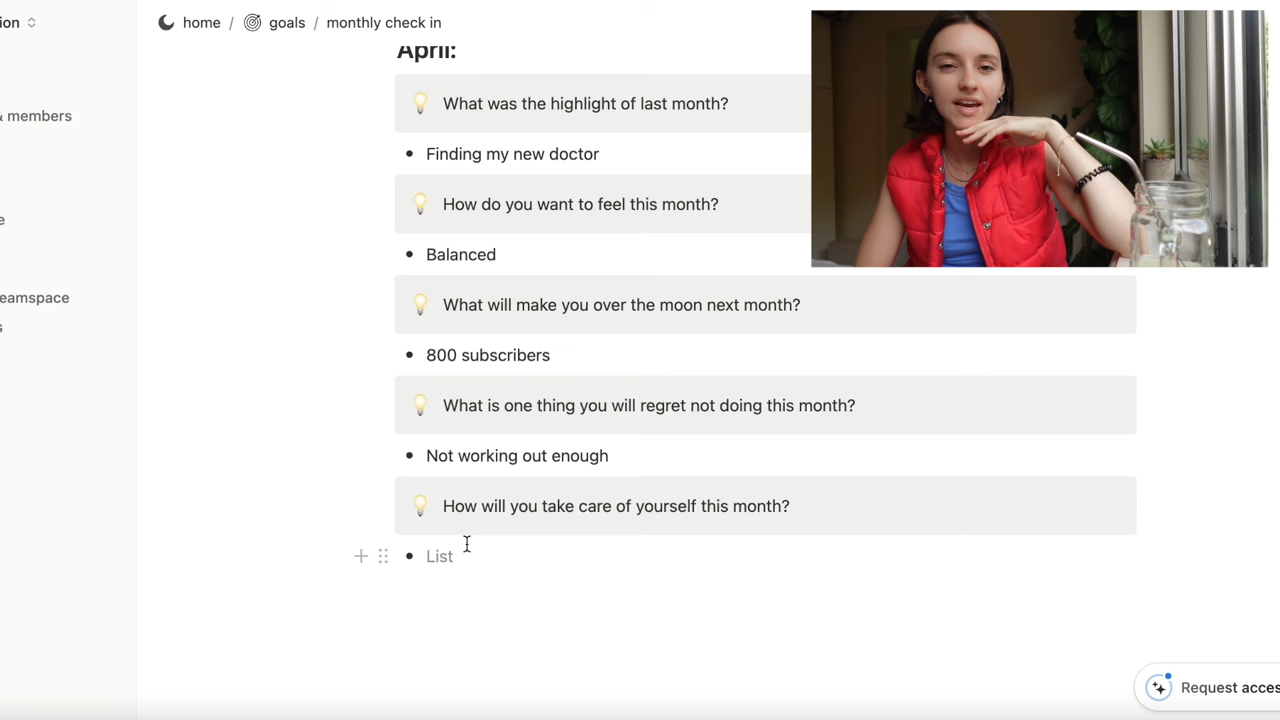 ion
home / goals / monthly check in
April:
What was the highlight of last month?
& members
Finding my new doctor
How do you want to feel this month?
e
Balanced
eamspace
What will make you over the moon next month?
s
800 subscribers
What is one thing you will regret not doing this month?
Not working out enough
How will you take care of yourself this month?
List
Request acces